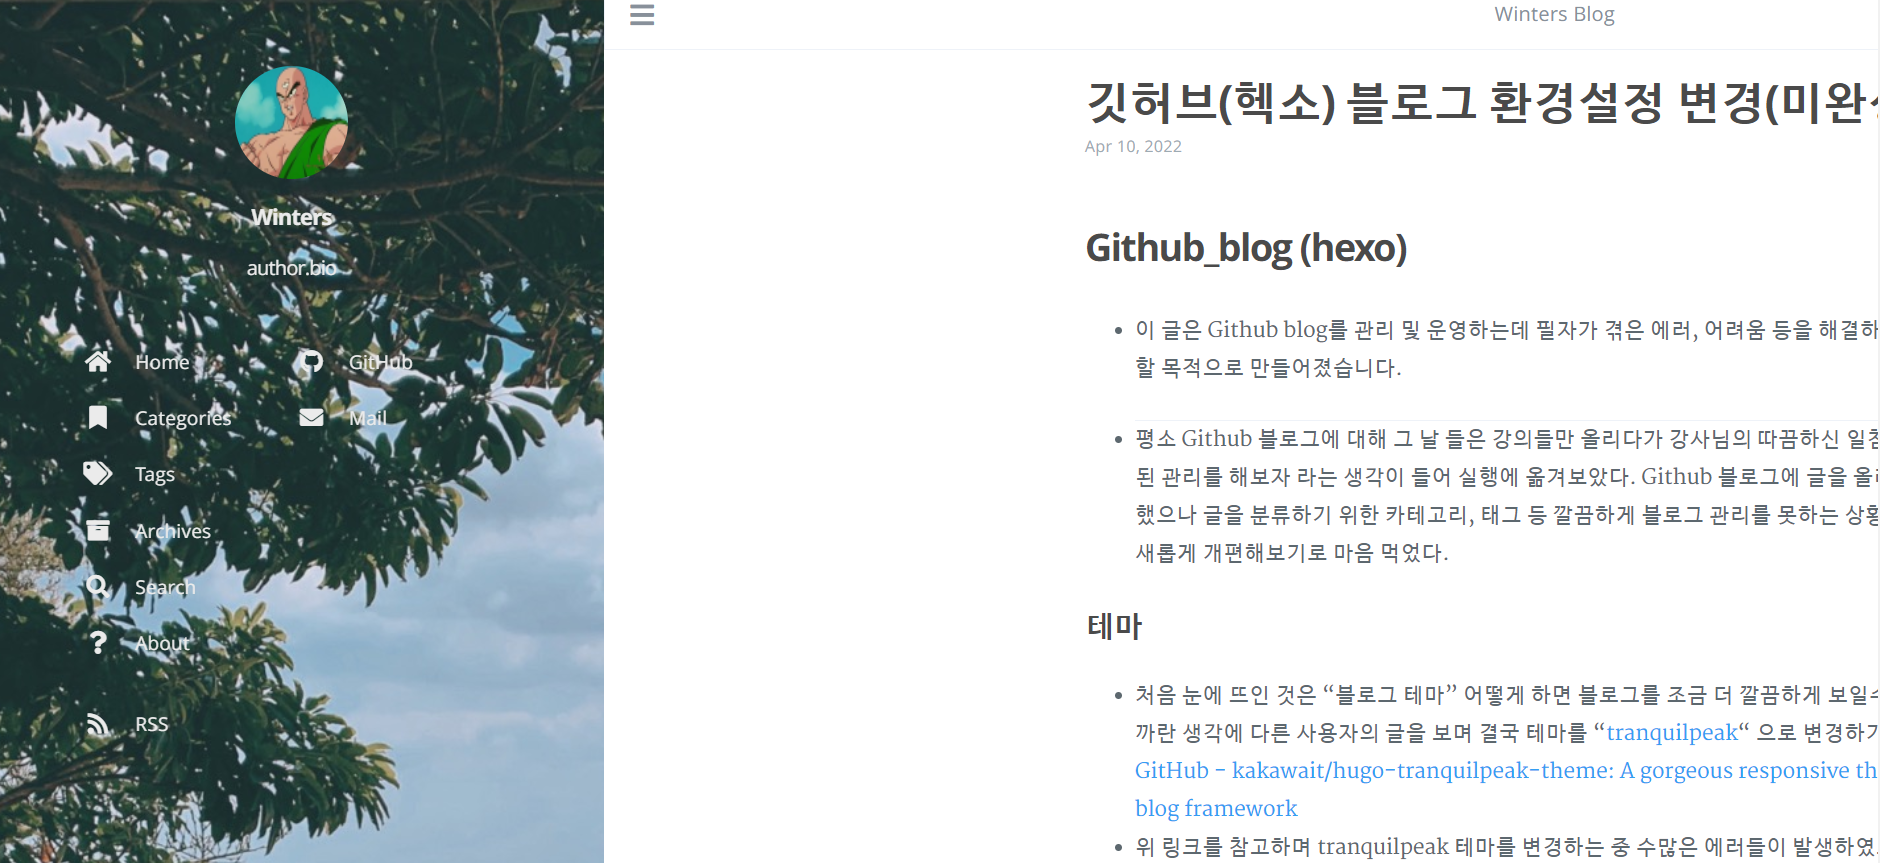 Winters
author.bio
Home
GitHub
Categories
Mail
Tags
Archives
Search
About
RSS
Winters Blog
깃허브(헥소) 블로그 환경설정 변경(미완
Apr 10, 2022
Github_blog (hexo)
이 글은 Github blog를 관리 및 운영하는데 필자가 겪은 에러, 어려움 등을 해결하
할 목적으로 만들어졌습니다.
평소 Github 블로그에 대해 그 날 들은 강의들만 올리다가 강사님의 따끔하신 일침
된 관리를 해보자 라는 생각이 들어 실행에 옮겨보았다. Github 블로그에 글을 올
했으나 글을 분류하기 위한 카테고리, 태그 등 깔끔하게 블로그 관리를 못하는 상황
새롭게 개편해보기로 마음 먹었다.
테마
처음 눈에 뜨인 것은 “블로그 테마” 어떻게 하면 블로그를 조금 더 깔끔하게 보일수
까란 생각에 다른 사용자의 글을 보며 결국 테마를 “tranquilpeak“ 으로 변경하기
GitHub - kakawait/hugo-tranquilpeak-theme: A gorgeous responsive th
blog framework
위 링크를 참고하며 tranquilpeak 테마를 변경하는 중 수많은 에러들이 발생하였